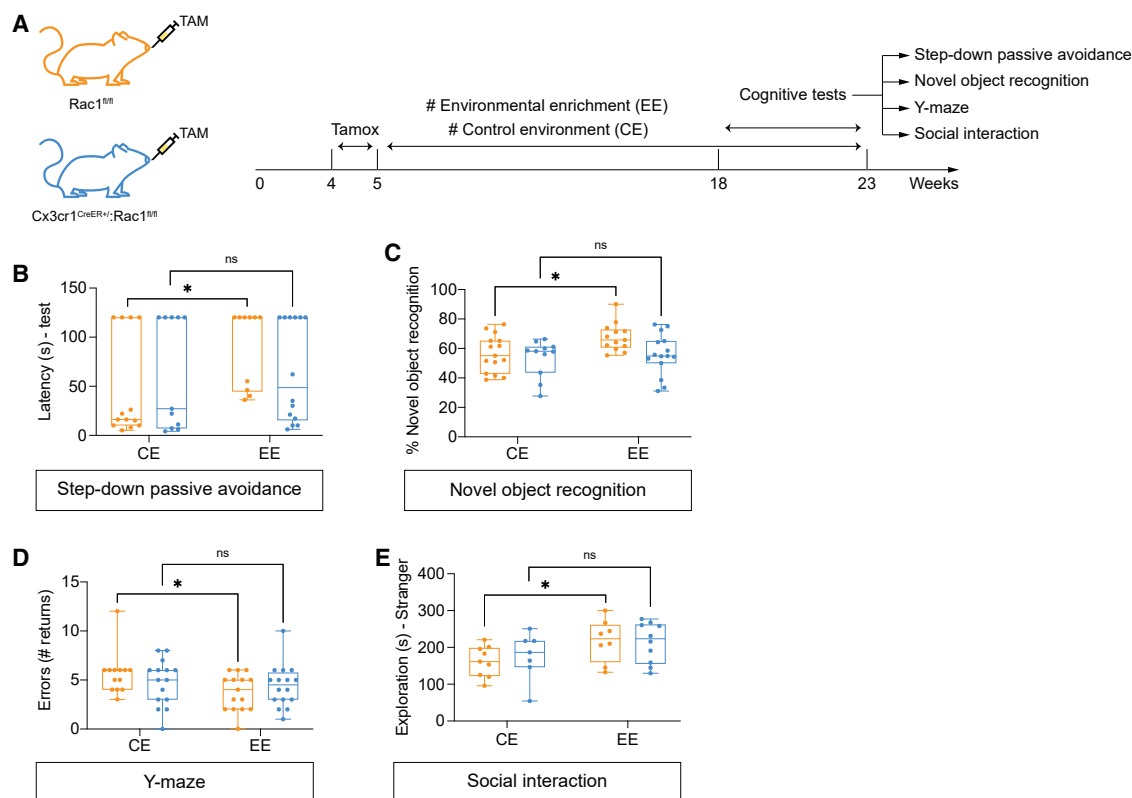 A
TAM
Rac1fl/fl
TAM
Cx3cr1CreER+/:Rac1fl/fl
# Environmental enrichment (EE)
# Control environment (CE)
Tamox
Cognitive tests
Step-down passive avoidance
Novel object recognition
Y-maze
Social interaction
0 4 5 18 23 Weeks
B
Latency (s) - test
150
100
50
0
*
ns
CE EE
Step-down passive avoidance
C
% Novel object recognition
100
80
60
40
20
0
*
ns
CE EE
Novel object recognition
D
Errors (# returns)
15
10
5
0
*
ns
CE EE
Y-maze
E
Exploration (s) - Stranger
400
300
200
100
0
*
ns
CE EE
Social interaction